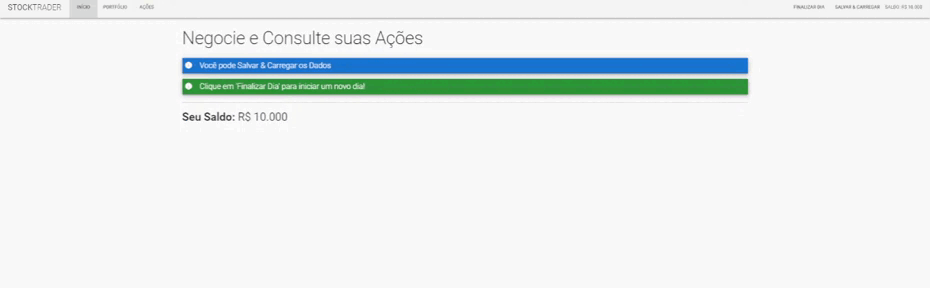 STOCKTRADER INÍCIO PORTFÓLIO AÇÕES FINALIZAR DIA SALVAR & CARREGAR SALDO: R$ 10.000
Negocie e Consulte suas Ações
Você pode Salvar & Carregar os Dados
Clique em 'Finalizar Dia' para iniciar um novo dia!
Seu Saldo: R$ 10.000